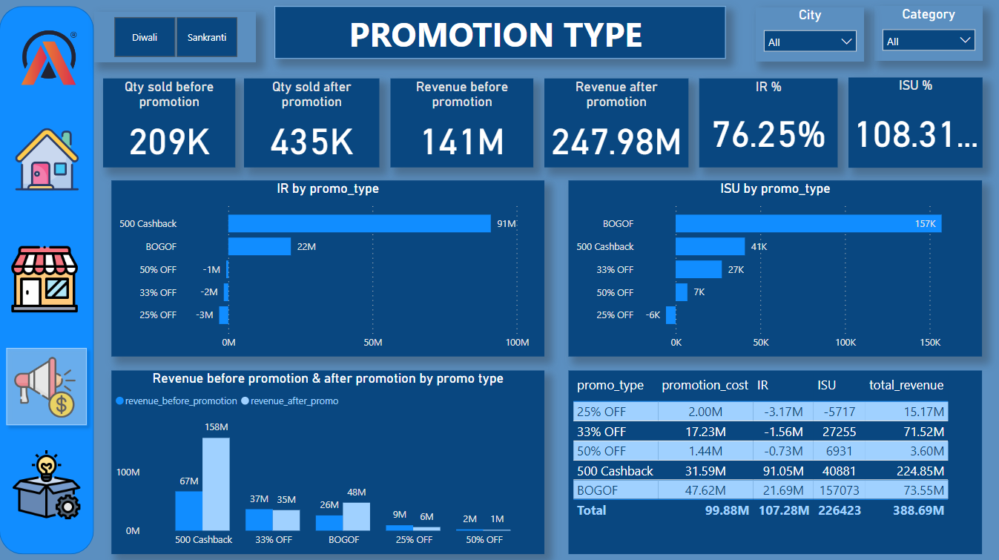 Diwali
Sankranti
PROMOTION TYPE
City
All
Category
All
Qty sold before
promotion
209K
Qty sold after
promotion
435K
Revenue before
promotion
141M
Revenue after
promotion
247.98M
IR %
76.25%
ISU %
108.31...
IR by promo_type
500 Cashback 91M
BOGOF 22M
50% OFF -1M
33% OFF -2M
25% OFF -3M
0M 50M 100M
ISU by promo_type
BOGOF 157K
500 Cashback 41K
33% OFF 27K
50% OFF 7K
25% OFF -6K
0K 50K 100K 150K
Revenue before promotion & after promotion by promo type
revenue_before_promotion revenue_after_promo
158M
100M
67M
37M 35M
26M 48M
9M 6M
2M 1M
0M
500 Cashback 33% OFF BOGOF 25% OFF 50% OFF
promo_type promotion_cost IR ISU total_revenue
25% OFF 2.00M -3.17M -5717 15.17M
33% OFF 17.23M -1.56M 27255 71.52M
50% OFF 1.44M -0.73M 6931 3.60M
500 Cashback 31.59M 91.05M 40881 224.85M
BOGOF 47.62M 21.69M 157073 73.55M
Total 99.88M 107.28M 226423 388.69M